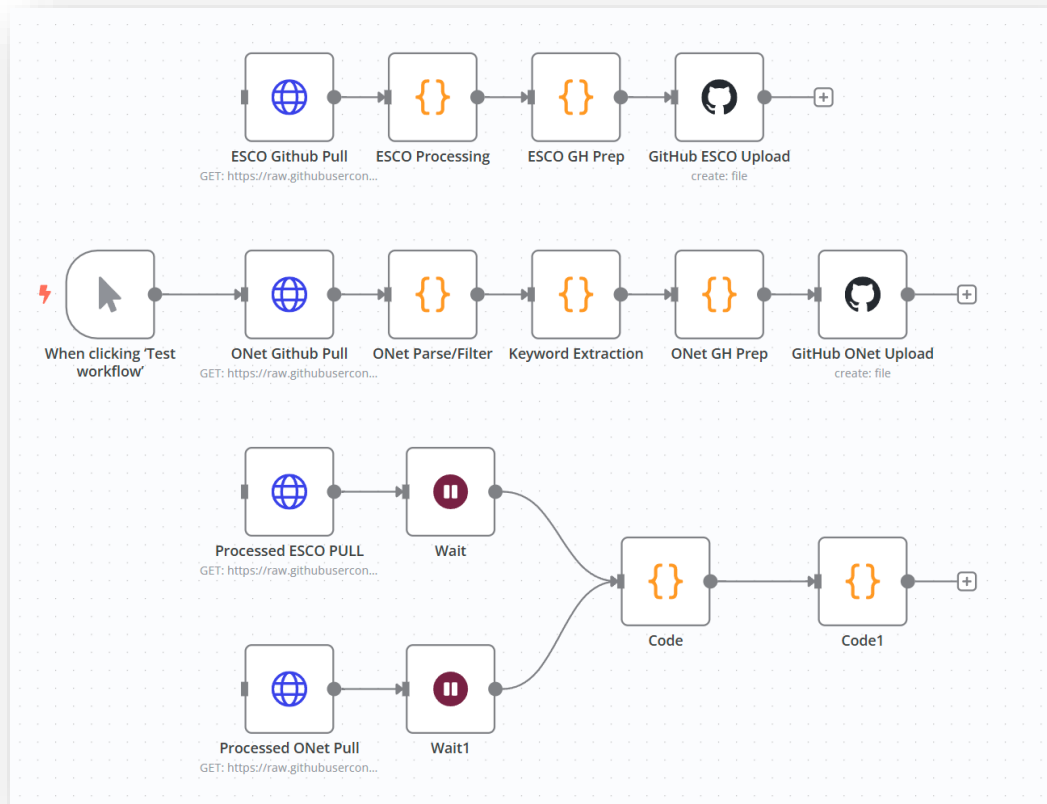 ESCO Github Pull
GET: https://raw.githubusercon...
ESCO Processing
ESCO GH Prep
GitHub ESCO Upload
create: file
When clicking ‘Test
workflow’
ONet Github Pull
GET: https://raw.githubusercon...
ONet Parse/Filter
Keyword Extraction
ONet GH Prep
GitHub ONet Upload
create: file
Processed ESCO PULL
GET: https://raw.githubusercon...
Wait
Code
Code1
Processed ONet Pull
GET: https://raw.githubusercon...
Wait1